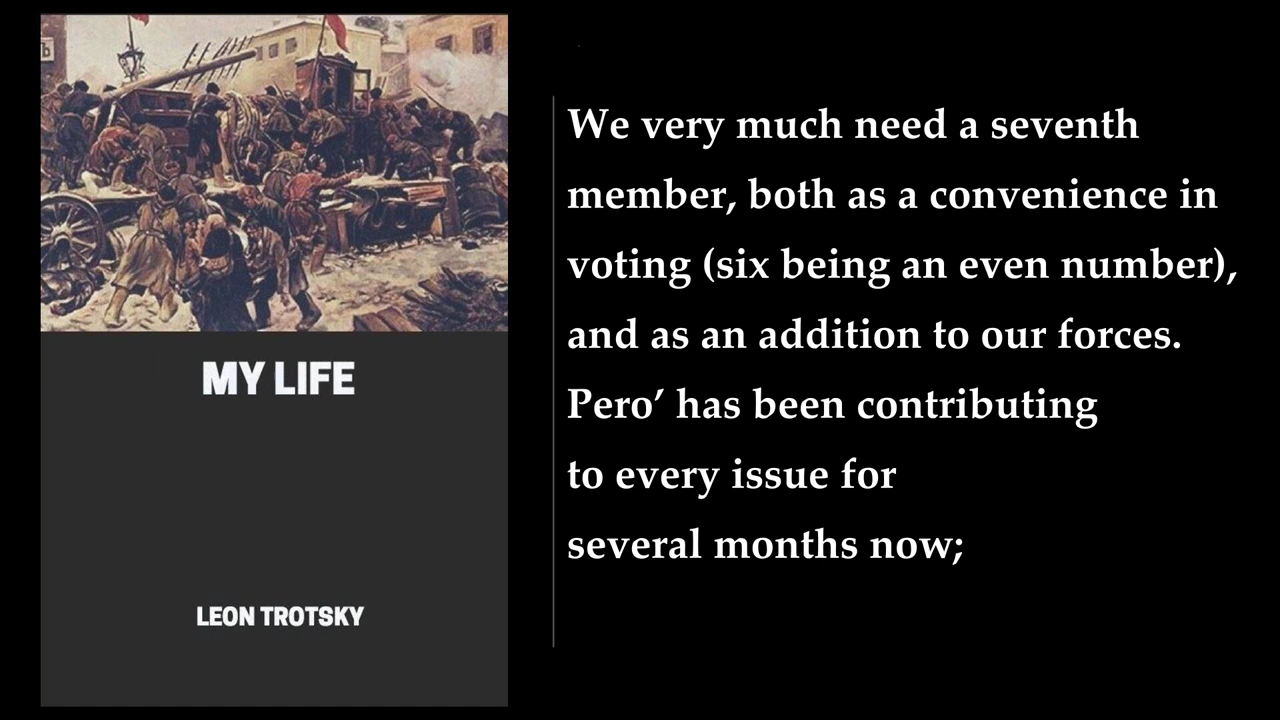 MY LIFE
LEON TROTSKY
We very much need a seventh
member, both as a convenience in
voting (six being an even number),
and as an addition to our forces.
Pero’ has been contributing
to every issue for
several months now;